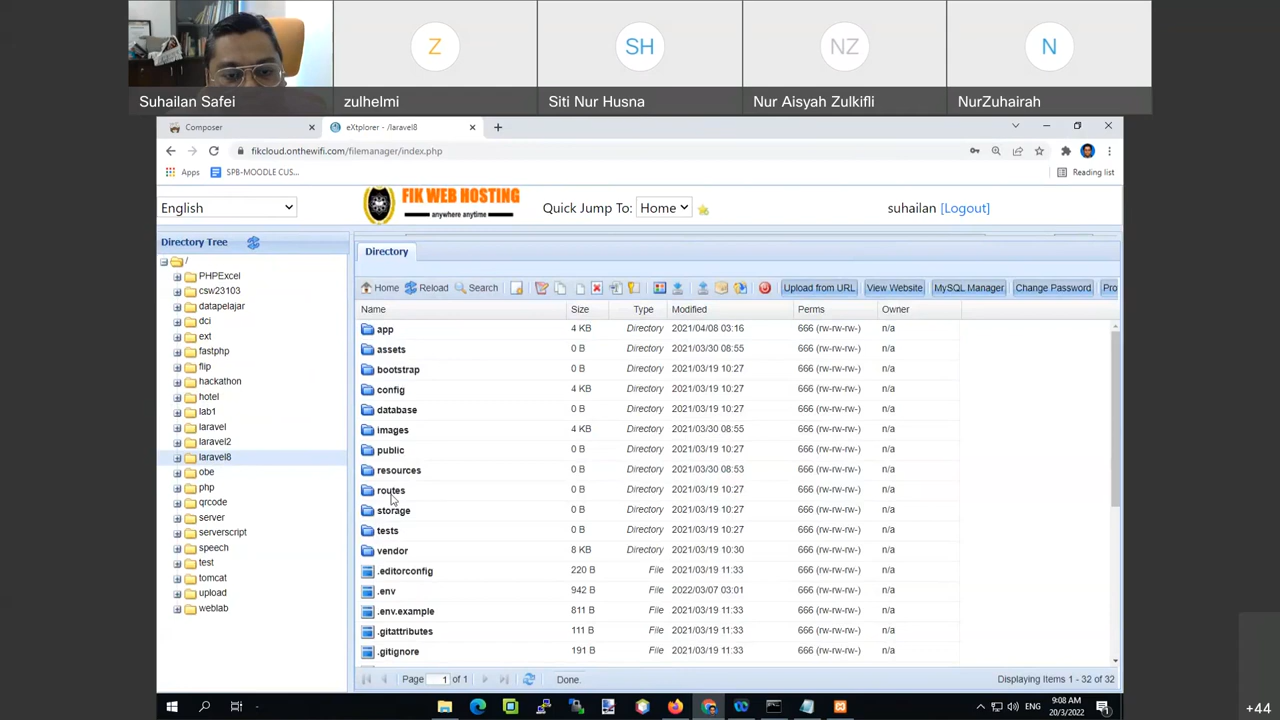 Z
SH
NZ
N
Suhailan Safei
zulhelmi
Siti Nur Husna
Nur Aisyah Zulkifli
NurZuhairah
Composer
eXtplorer - /laravel8
fikcloud.onthewifi.com/filemanager/index.php
Apps
SPB-MOODLE CUS...
Reading list
English
FIK WEB HOSTING
anywhere anytime
Quick Jump To:
Home
suhailan [Logout]
Directory Tree
Directory
/
PHPExcel
csw23103
datapelajar
dci
ext
fastphp
flip
hackathon
hotel
lab1
laravel
laravel2
laravel8
obe
php
qrcode
server
serverscript
speech
test
tomcat
upload
weblab
Home Reload Search Upload from URL View Website MySQL Manager Change Password Pro
Name Size Type Modified Perms Owner
app 4 KB Directory 2021/04/08 03:16 666 (rw-rw-rw-) n/a
assets 0 B Directory 2021/03/30 08:55 666 (rw-rw-rw-) n/a
bootstrap 0 B Directory 2021/03/19 10:27 666 (rw-rw-rw-) n/a
config 4 KB Directory 2021/03/19 10:27 666 (rw-rw-rw-) n/a
database 0 B Directory 2021/03/19 10:27 666 (rw-rw-rw-) n/a
images 4 KB Directory 2021/03/30 08:55 666 (rw-rw-rw-) n/a
public 0 B Directory 2021/03/19 10:27 666 (rw-rw-rw-) n/a
resources 0 B Directory 2021/03/30 08:53 666 (rw-rw-rw-) n/a
routes 0 B Directory 2021/03/19 10:27 666 (rw-rw-rw-) n/a
storage 0 B Directory 2021/03/19 10:27 666 (rw-rw-rw-) n/a
tests 0 B Directory 2021/03/19 10:27 666 (rw-rw-rw-) n/a
vendor 8 KB Directory 2021/03/19 10:30 666 (rw-rw-rw-) n/a
.editorconfig 220 B File 2021/03/19 11:33 666 (rw-rw-rw-) n/a
.env 942 B File 2022/03/07 03:01 666 (rw-rw-rw-) n/a
.env.example 811 B File 2021/03/19 11:33 666 (rw-rw-rw-) n/a
.gitattributes 111 B File 2021/03/19 11:33 666 (rw-rw-rw-) n/a
.gitignore 191 B File 2021/03/19 11:33 666 (rw-rw-rw-) n/a
Page 1 of 1 Done. Displaying Items 1 - 32 of 32
ENG
9:08 AM
20/3/2022
+44